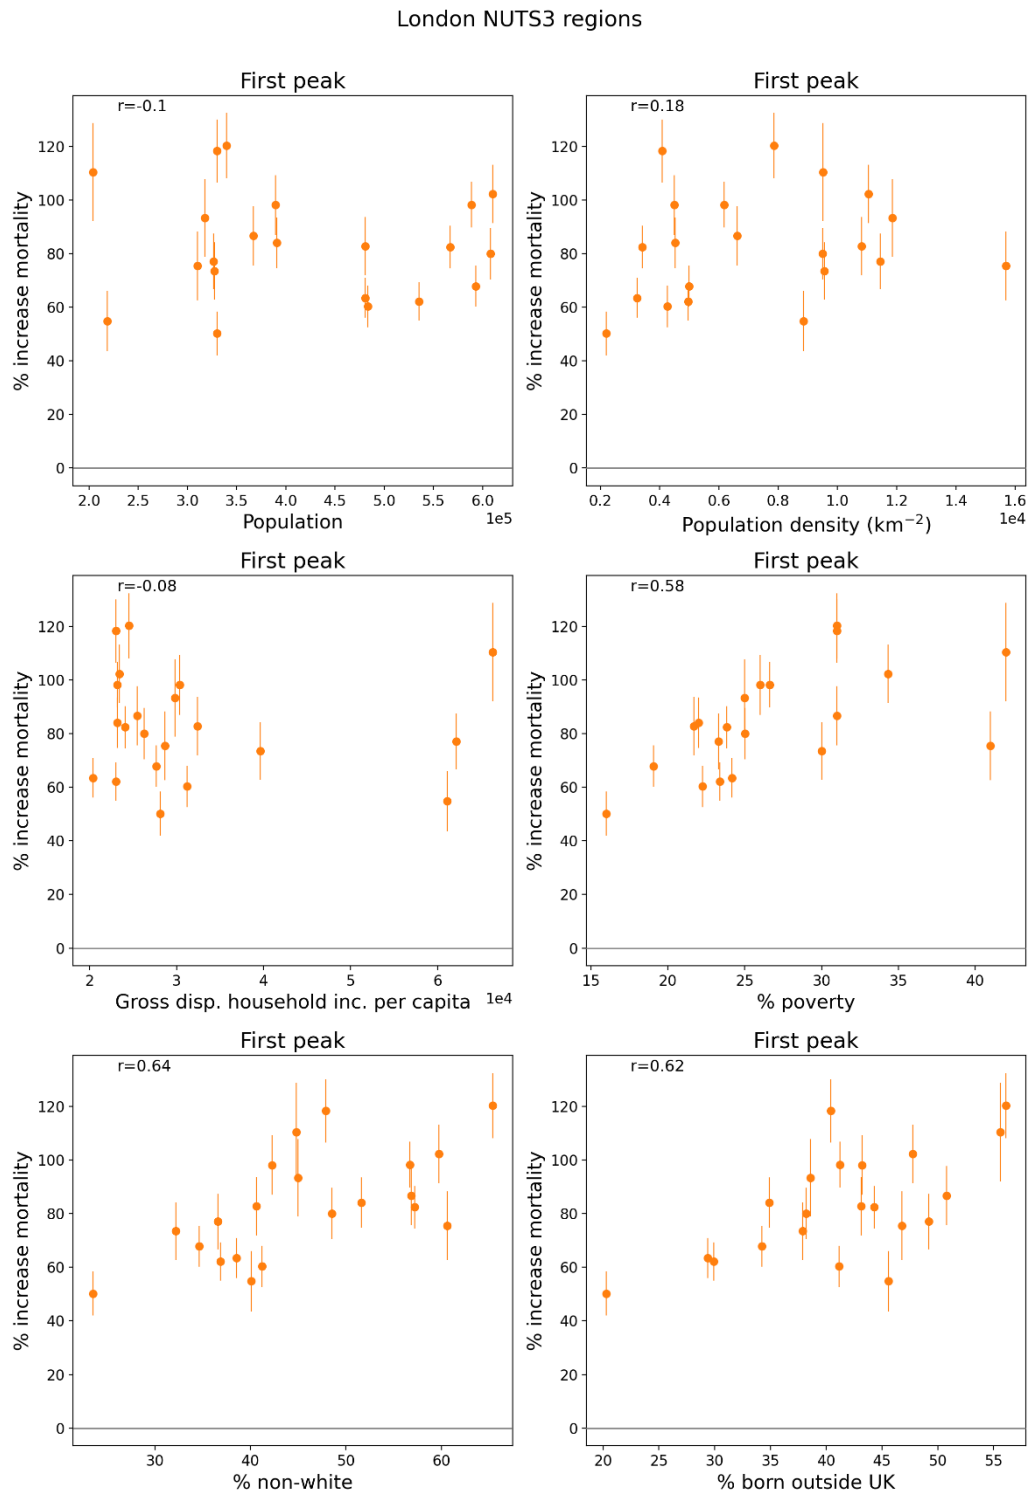 London NUTS3 regions
First peak
r=-0.1
% increase mortality
0
20
40
60
80
100
120
2.0 2.5 3.0 3.5 4.0 4.5 5.0 5.5 6.0
1e5
Population
First peak
r=0.18
% increase mortality
0
20
40
60
80
100
120
0.2 0.4 0.6 0.8 1.0 1.2 1.4 1.6
1e4
Population density (km⁻²)
First peak
r=-0.08
% increase mortality
0
20
40
60
80
100
120
2 3 4 5 6
1e4
Gross disp. household inc. per capita
First peak
r=0.58
% increase mortality
0
20
40
60
80
100
120
15 20 25 30 35 40
% poverty
First peak
r=0.64
% increase mortality
0
20
40
60
80
100
120
30 40 50 60
% non-white
First peak
r=0.62
% increase mortality
0
20
40
60
80
100
120
20 25 30 35 40 45 50 55
% born outside UK